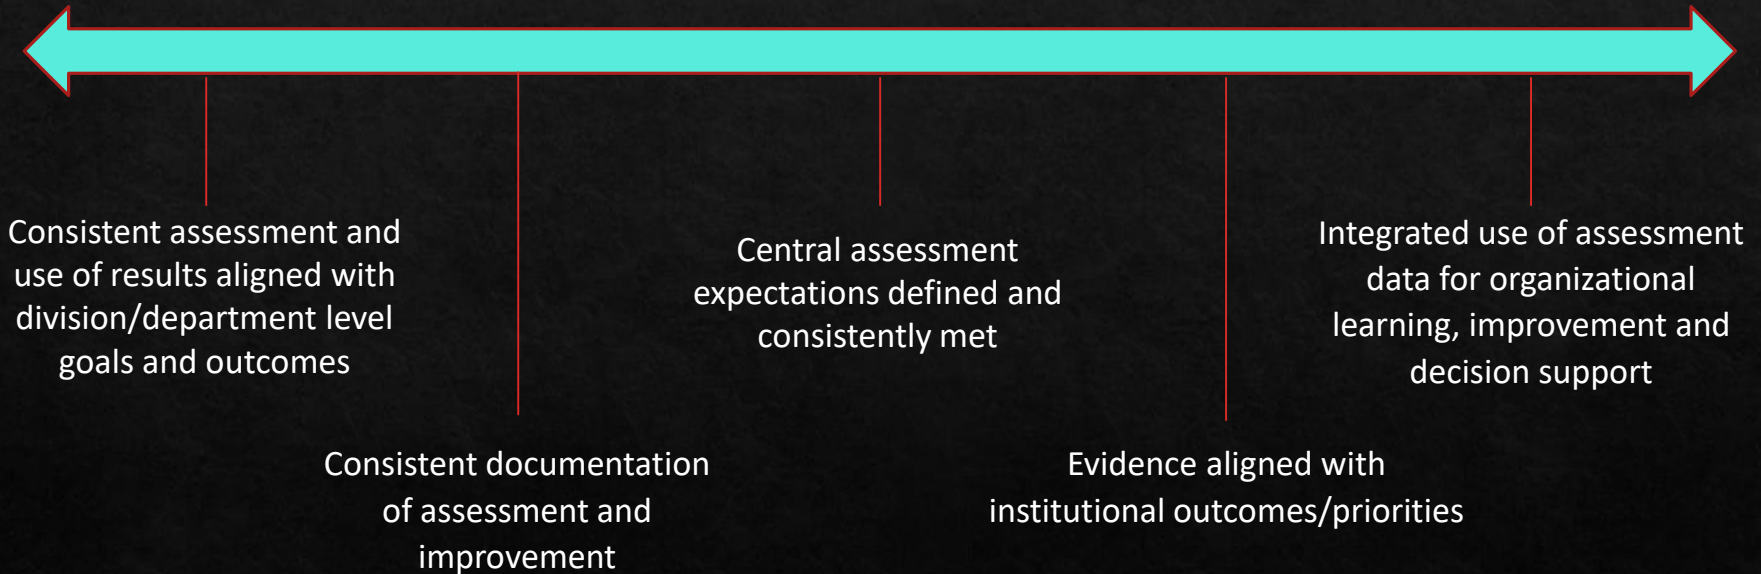 Consistent assessment and
use of results aligned with
division/department level
goals and outcomes
Consistent documentation
of assessment and
improvement
Central assessment
expectations defined and
consistently met
Evidence aligned with
institutional outcomes/priorities
Integrated use of assessment
data for organizational
learning, improvement and
decision support